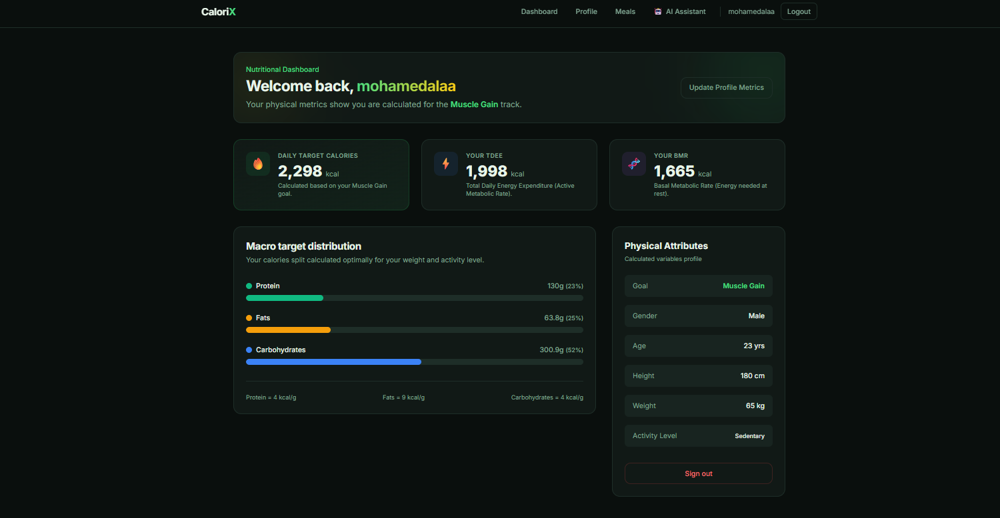 CaloriX
Dashboard Profile Meals AI Assistant mohamedalaa Logout
Nutritional Dashboard
Welcome back, mohamedalaa
Your physical metrics show you are calculated for the Muscle Gain track.
Update Profile Metrics
DAILY TARGET CALORIES
2,298 kcal
Calculated based on your Muscle Gain
goal.
YOUR TDEE
1,998 kcal
Total Daily Energy Expenditure (Active
Metabolic Rate).
YOUR BMR
1,665 kcal
Basal Metabolic Rate (Energy needed at
rest).
Macro target distribution
Your calories split calculated optimally for your weight and activity level.
Protein 130g (23%)
Fats 63.8g (25%)
Carbohydrates 300.9g (52%)
Protein = 4 kcal/g Fats = 9 kcal/g Carbohydrates = 4 kcal/g
Physical Attributes
Calculated variables profile
Goal Muscle Gain
Gender Male
Age 23 yrs
Height 180 cm
Weight 65 kg
Activity Level Sedentary
Sign out